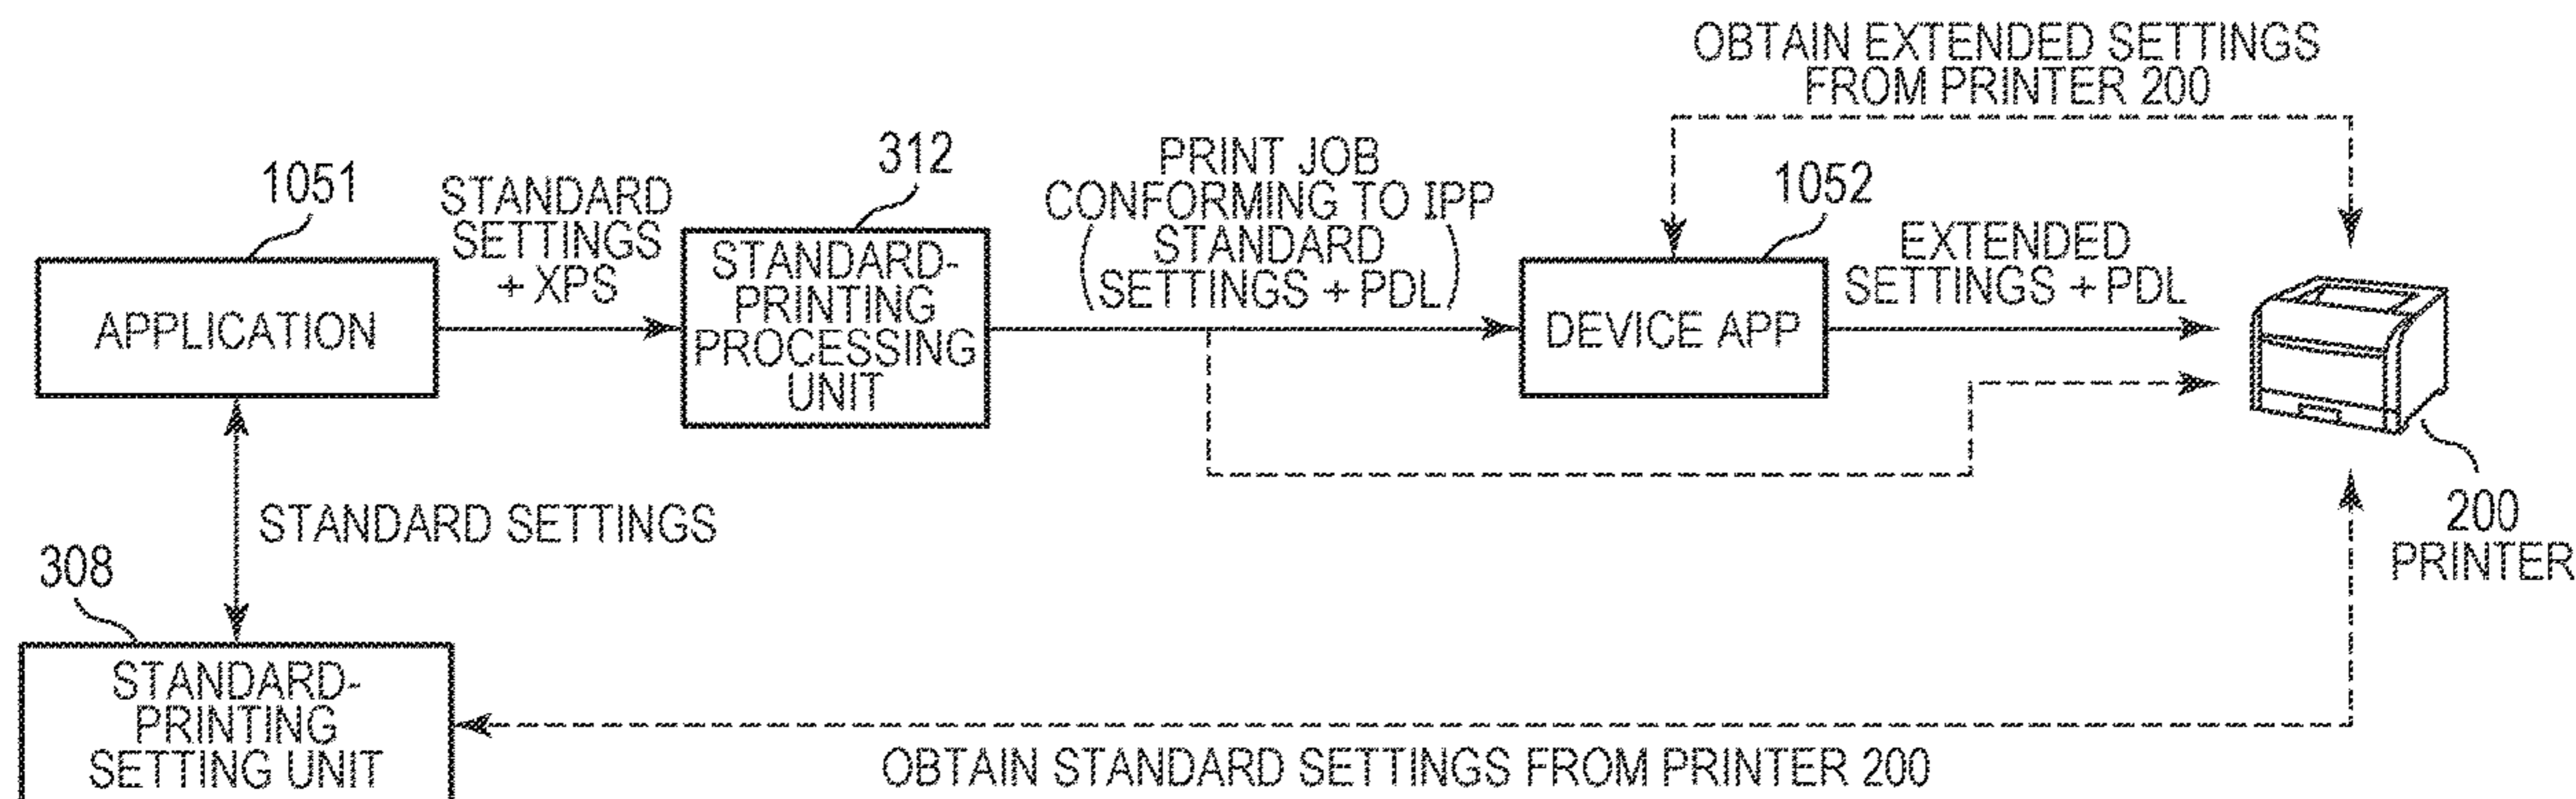 OBTAIN EXTENDED SETTINGS
FROM PRINTER 200
312
PRINT JOB
CONFORMING TO IPP
(STANDARD
SETTINGS + PDL)
1051
STANDARD
SETTINGS
+ XPS
1052
EXTENDED
SETTINGS + PDL
APPLICATION
STANDARD-
PRINTING
PROCESSING
UNIT
DEVICE APP
200
PRINTER
STANDARD SETTINGS
308
STANDARD-
PRINTING
SETTING UNIT
OBTAIN STANDARD SETTINGS FROM PRINTER 200